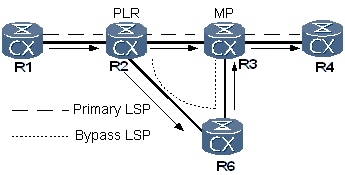 PLR MP
CX CX CX CX
R1 R2 R3 R4
Primary LSP
Bypass LSP
CX
R6